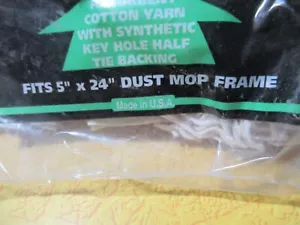 COTTON YARN
WITH SYNTHETIC
KEY HOLE HALF
TIE BACKING
FITS 5" x 24" DUST MOP FRAME
Made in U.S.A.